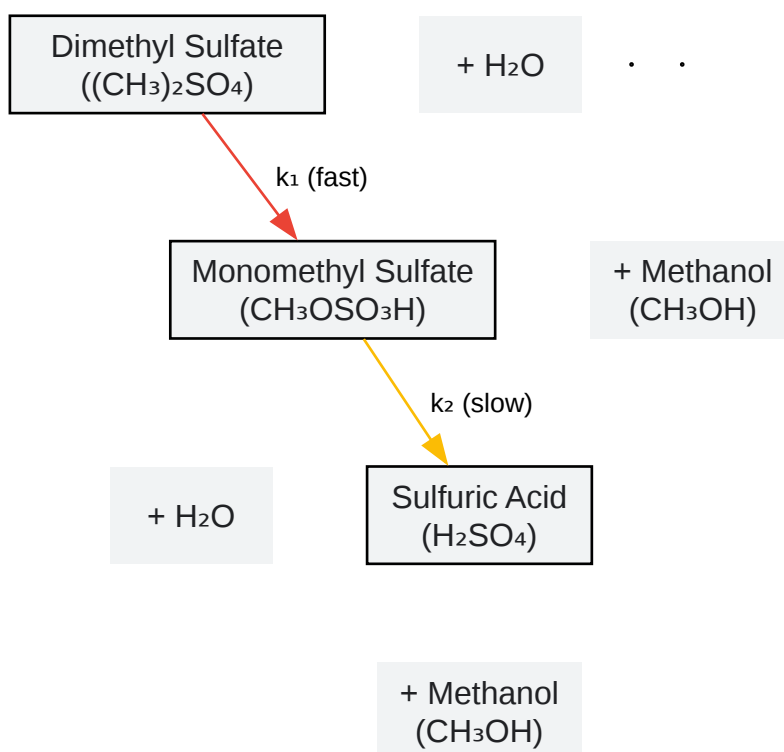 Dimethyl Sulfate
((CH₃)₂SO₄)
+ H₂O
k₁ (fast)
Monomethyl Sulfate
(CH₃OSO₃H)
+ Methanol
(CH₃OH)
k₂ (slow)
+ H₂O
Sulfuric Acid
(H₂SO₄)
+ Methanol
(CH₃OH)